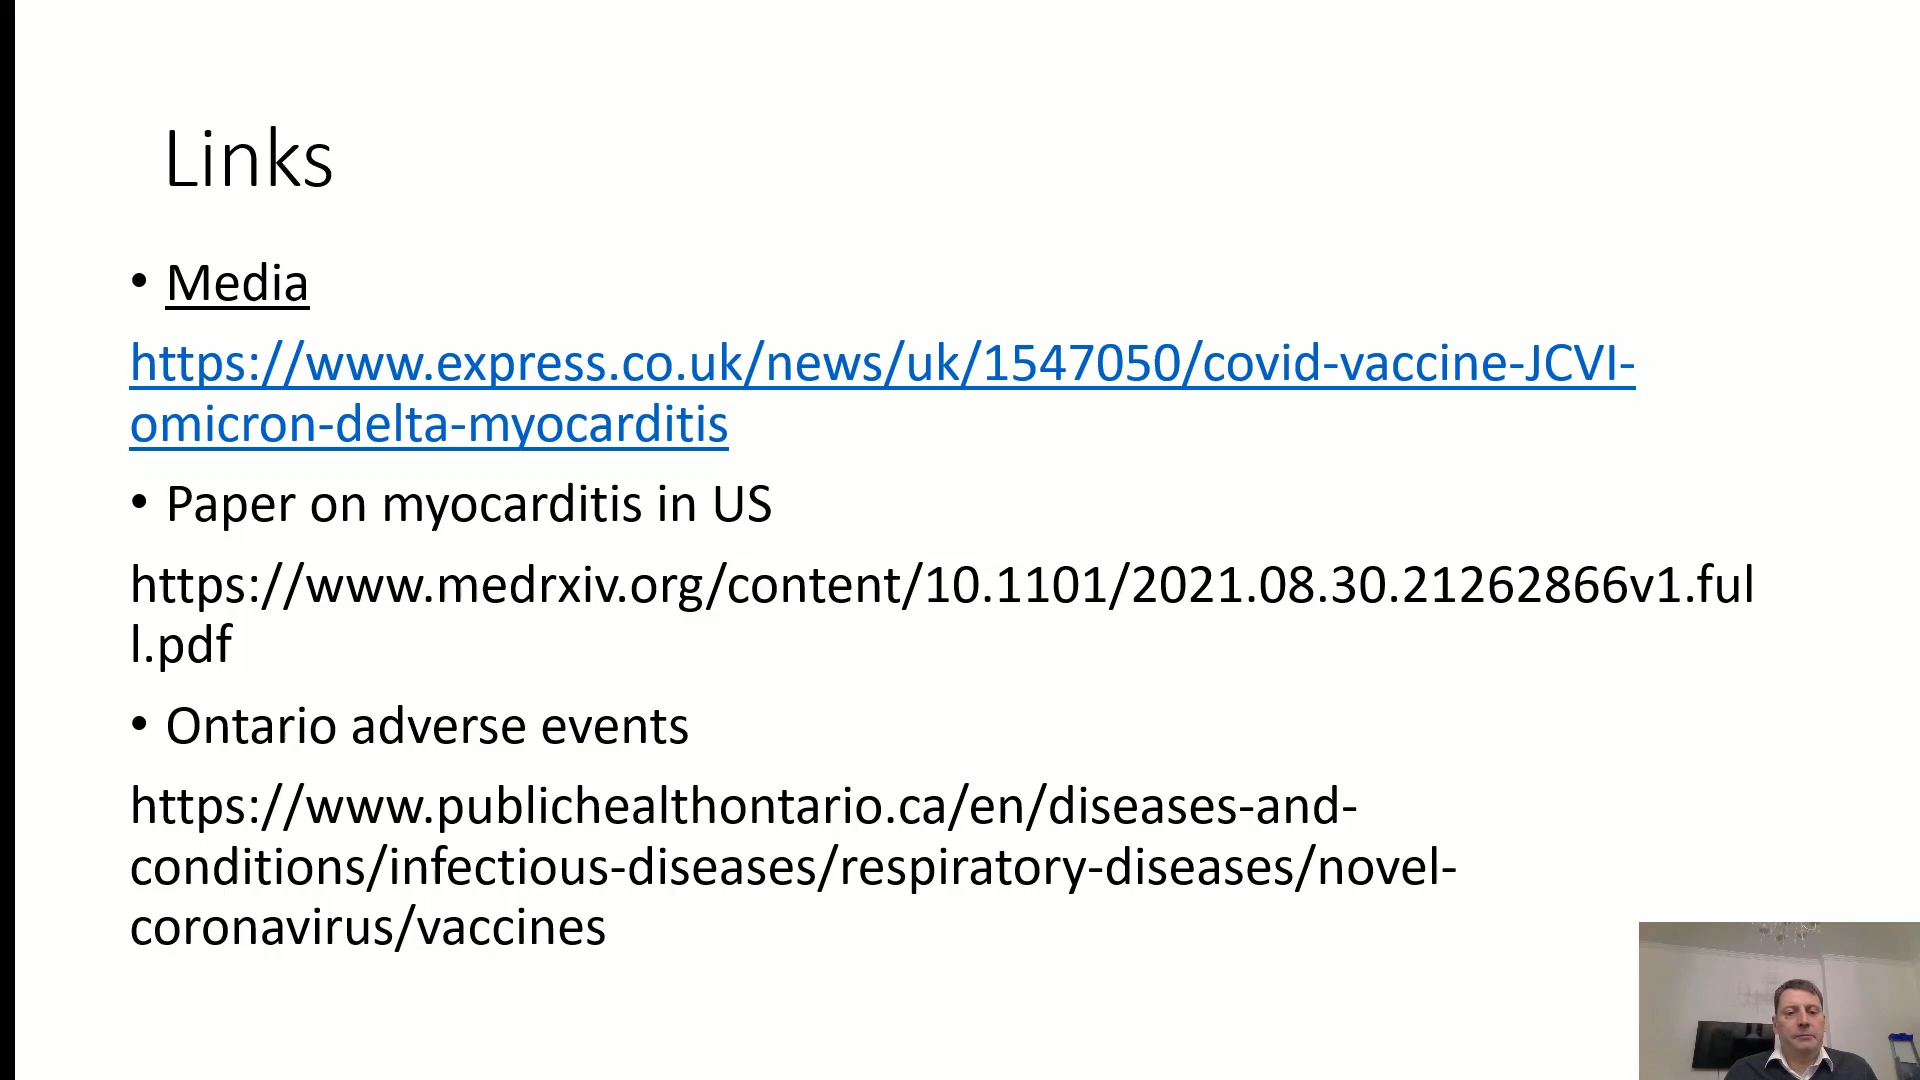 Links
• Media
https://www.express.co.uk/news/uk/1547050/covid-vaccine-JCVI-
omicron-delta-myocarditis
• Paper on myocarditis in US
https://www.medrxiv.org/content/10.1101/2021.08.30.21262866v1.ful
l.pdf
• Ontario adverse events
https://www.publichealthontario.ca/en/diseases-and-
conditions/infectious-diseases/respiratory-diseases/novel-
coronavirus/vaccines